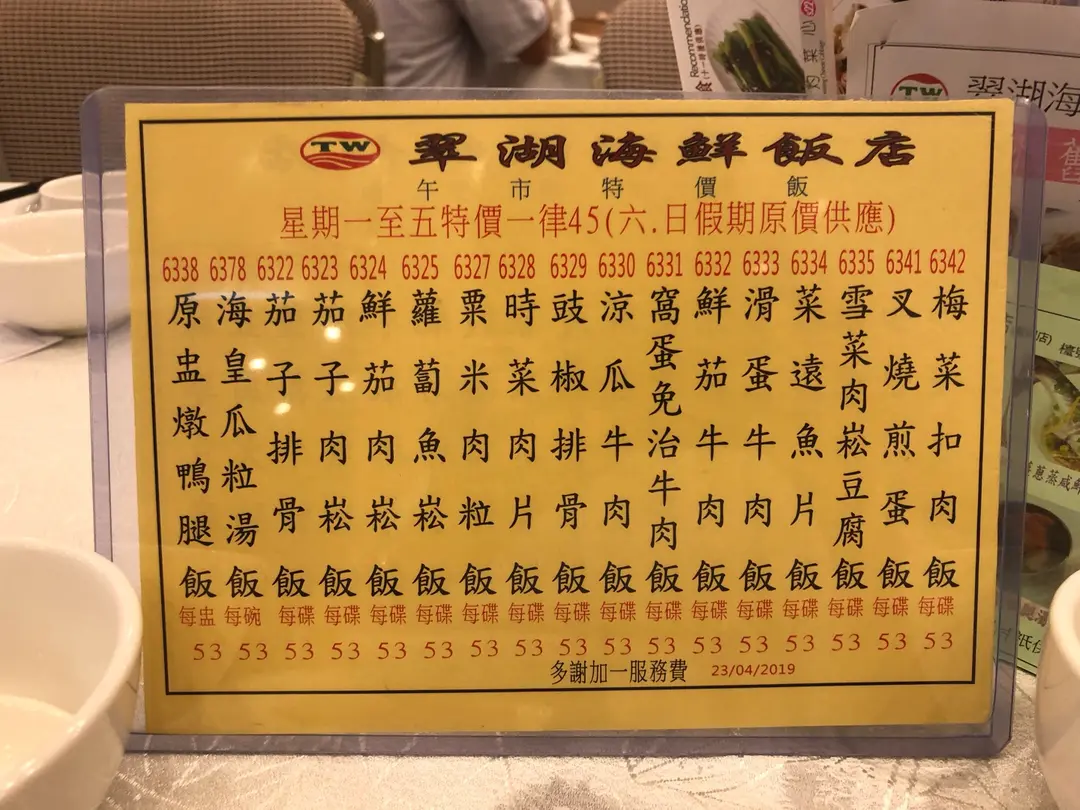 TW 翠湖海鮮飯店
午市特價飯
星期一至五特價一律45(六.日假期原價供應)
6338 6378 6322 6323 6324 6325 6327 6328 6329 6330 6331 6332 6333 6334 6335 6341 6342
原盅燉鴨腿飯
海皇瓜粒湯飯
茄子排骨飯
茄子肉崧飯
鮮茄肉崧飯
蘿蔔魚崧飯
粟米肉粒飯
時菜肉片飯
豉椒排骨飯
涼瓜牛肉飯
窩蛋免治牛肉飯
鮮茄牛肉飯
滑蛋牛肉飯
菜遠魚片飯
雪菜肉崧豆腐飯
叉燒煎蛋飯
梅菜扣肉飯
每盅 每碗 每碟 每碟 每碟 每碟 每碟 每碟 每碟 每碟 每碟 每碟 每碟 每碟 每碟 每碟 每碟
53 53 53 53 53 53 53 53 53 53 53 53 53 53 53 53 53
多謝加一服務費 23/04/2019
Recommendation
TW 翠湖海
舊